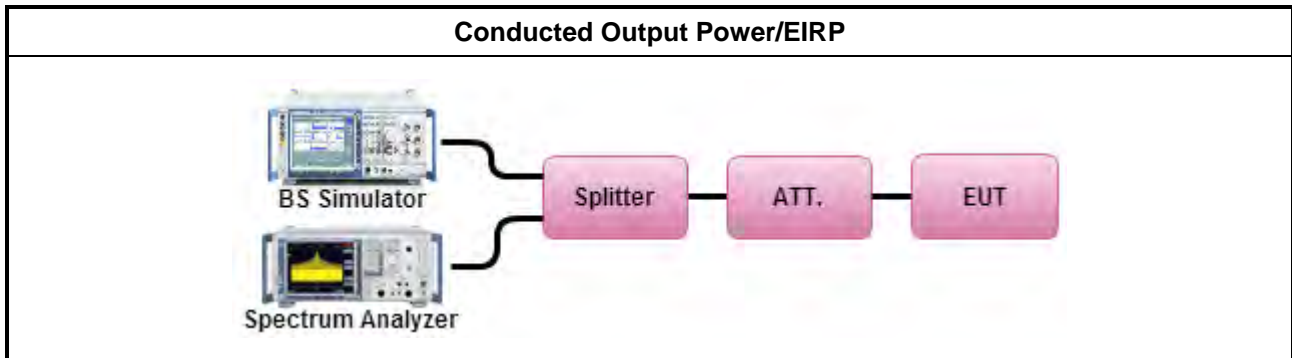 Conducted Output Power/EIRP
BS Simulator
Splitter
ATT.
EUT
Spectrum Analyzer